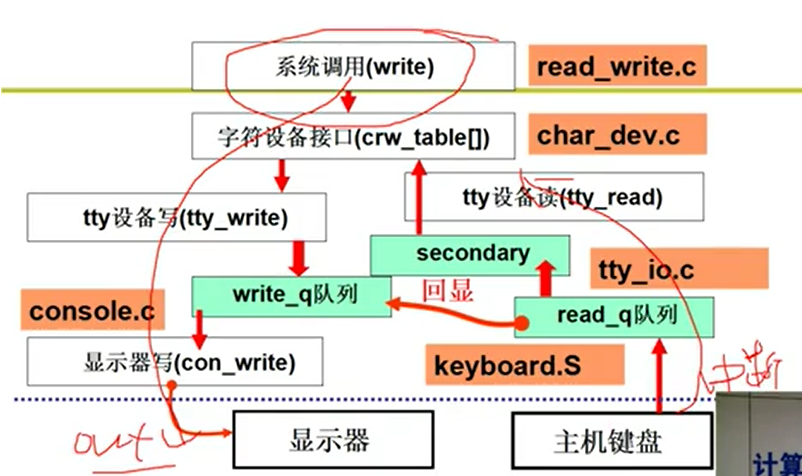 系统调用(write)
read_write.c
字符设备接口(crw_table[])
char_dev.c
tty设备读(tty_read)
tty设备写(tty_write)
secondary
tty_io.c
write_q队列
回显
console.c
read_q队列
显示器写(con_write)
keyboard.S
中断
out
显示器
主机键盘
计算